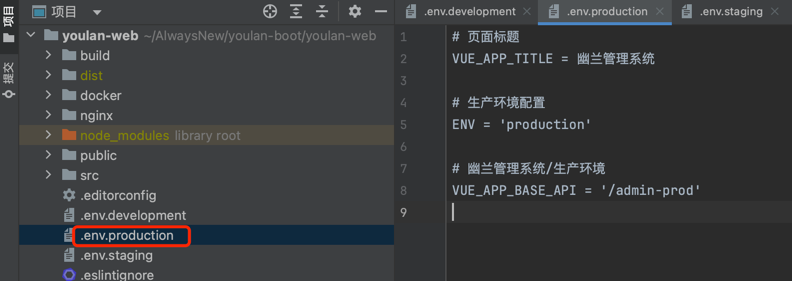 项目
.env.development
.env.production
.env.staging
项目
提交
youlan-web ~/AlwaysNew/youlan-boot/youlan-web
build
dist
docker
nginx
node_modules library root
public
src
.editorconfig
.env.development
.env.production
.env.staging
.eslintignore
1 # 页面标题
2 VUE_APP_TITLE = 幽兰管理系统
3
4 # 生产环境配置
5 ENV = 'production'
6
7 # 幽兰管理系统/生产环境
8 VUE_APP_BASE_API = '/admin-prod'
9